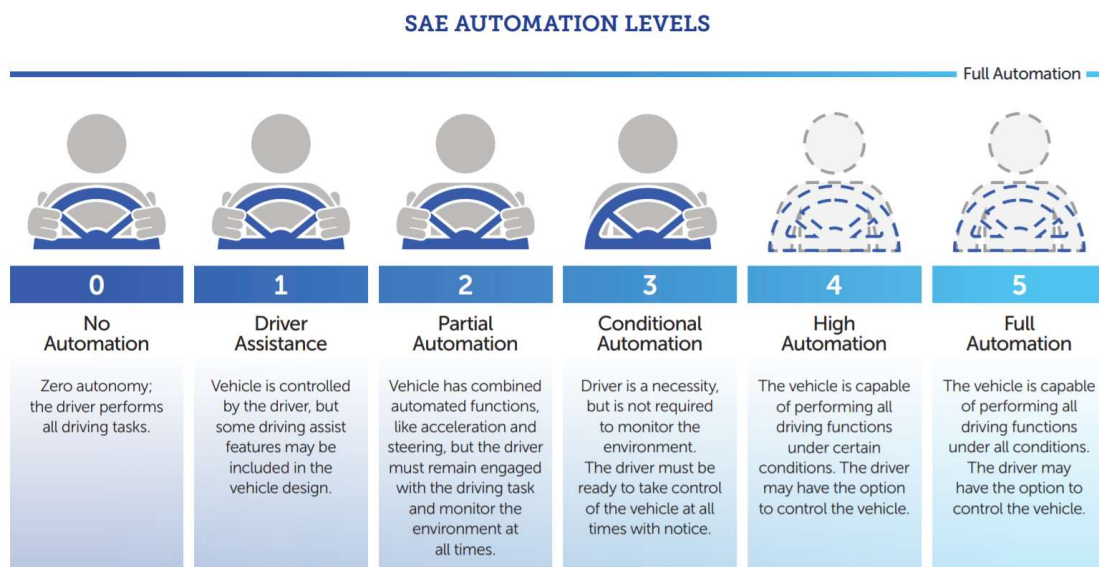 SAE AUTOMATION LEVELS
Full Automation
0
No
Automation
Zero autonomy;
the driver performs
all driving tasks.
1
Driver
Assistance
Vehicle is controlled
by the driver, but
some driving assist
features may be
included in the
vehicle design.
2
Partial
Automation
Vehicle has combined
automated functions,
like acceleration and
steering, but the driver
must remain engaged
with the driving task
and monitor the
environment at
all times.
3
Conditional
Automation
Driver is a necessity,
but is not required
to monitor the
environment.
The driver must be
ready to take control
of the vehicle at all
times with notice.
4
High
Automation
The vehicle is capable
of performing all
driving functions
under certain
conditions. The driver
may have the option
to control the vehicle.
5
Full
Automation
The vehicle is capable
of performing all
driving functions
under all conditions.
The driver may
have the option to
control the vehicle.